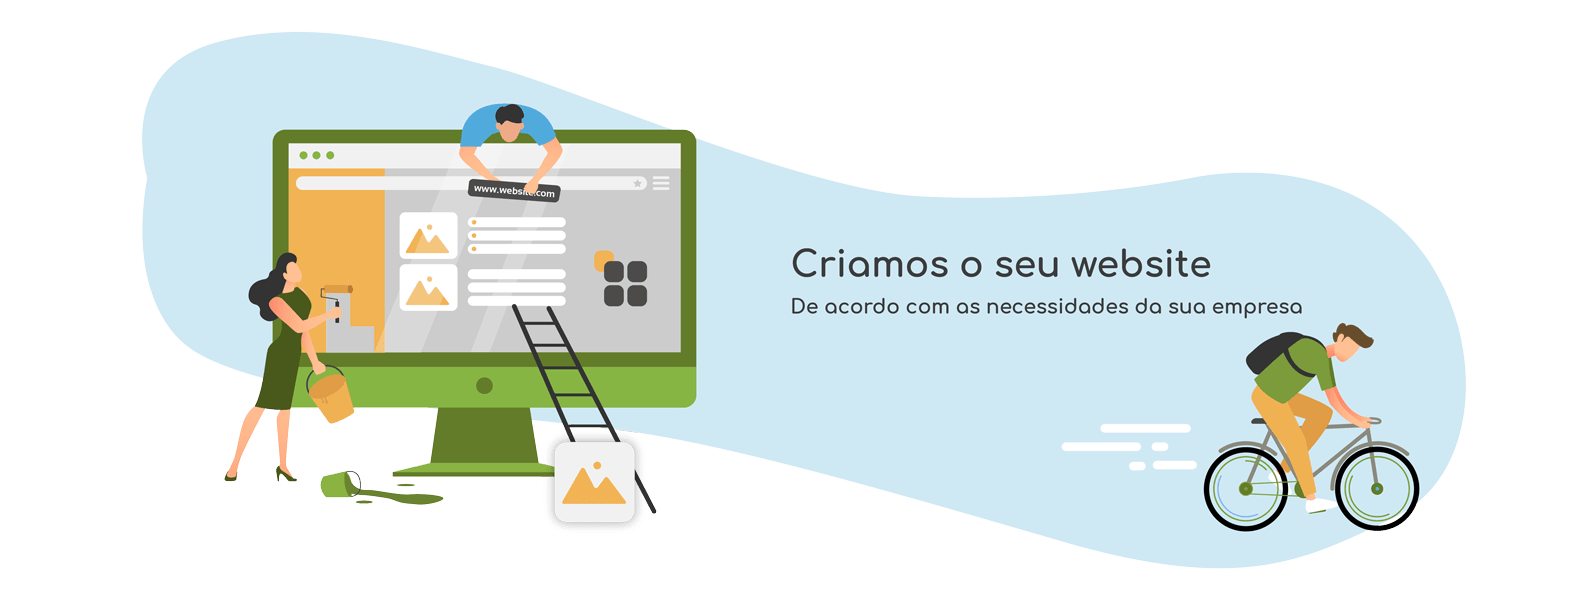 www.website.com
Criamos o seu website
De acordo com as necessidades da sua empresa